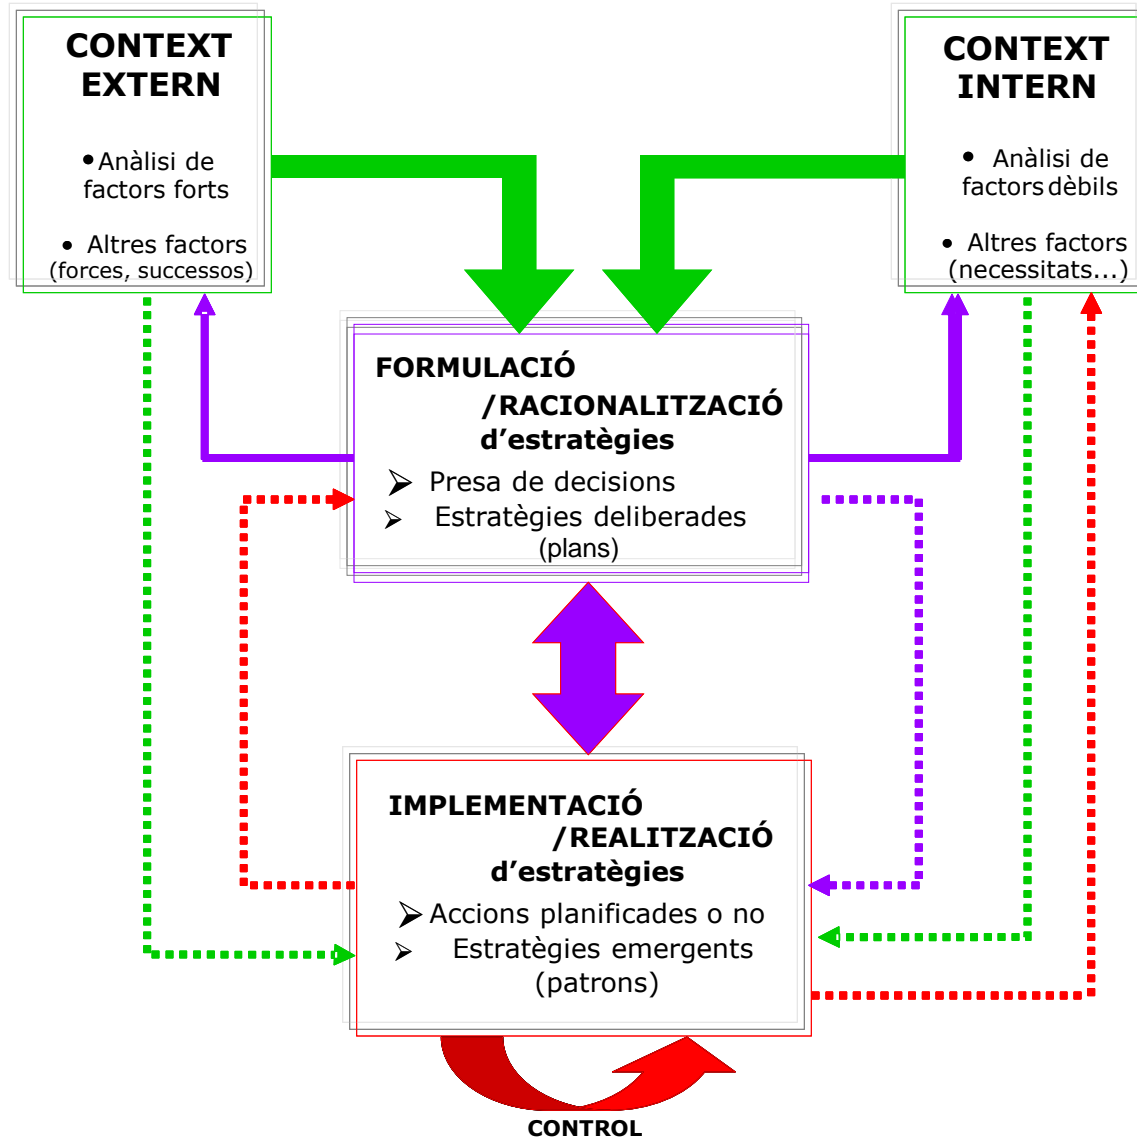 CONTEXT
EXTERN
•Anàlisi de
factors forts
• Altres factors
(forces, successos)
CONTEXT
INTERN
• Anàlisi de
factors dèbils
• Altres factors
(necessitats...)
FORMULACIÓ
/RACIONALITZACIÓ
d'estratègies
➢ Presa de decisions
➢ Estratègies deliberades
(plans)
IMPLEMENTACIÓ
/REALITZACIÓ
d'estratègies
➢ Accions planificades o no
➢ Estratègies emergents
(patrons)
CONTROL